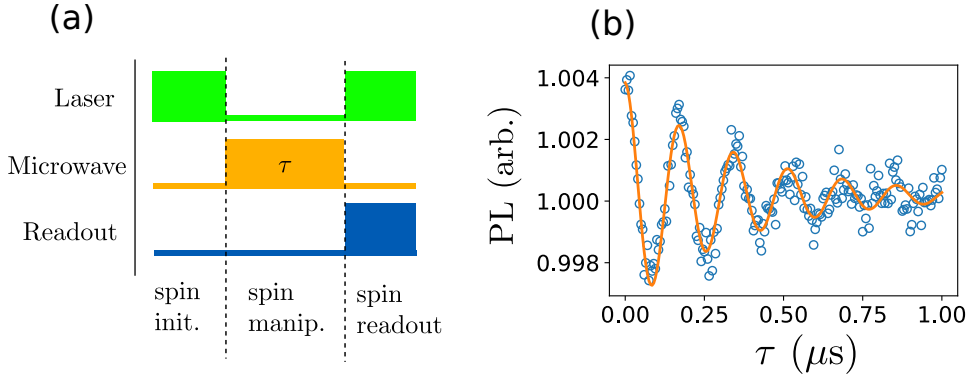 (a)
Laser
Microwave
τ
Readout
spin init.
spin manip.
spin readout
(b)
1.004
1.002
1.000
0.998
PL (arb.)
0.00 0.25 0.50 0.75 1.00
τ (μs)